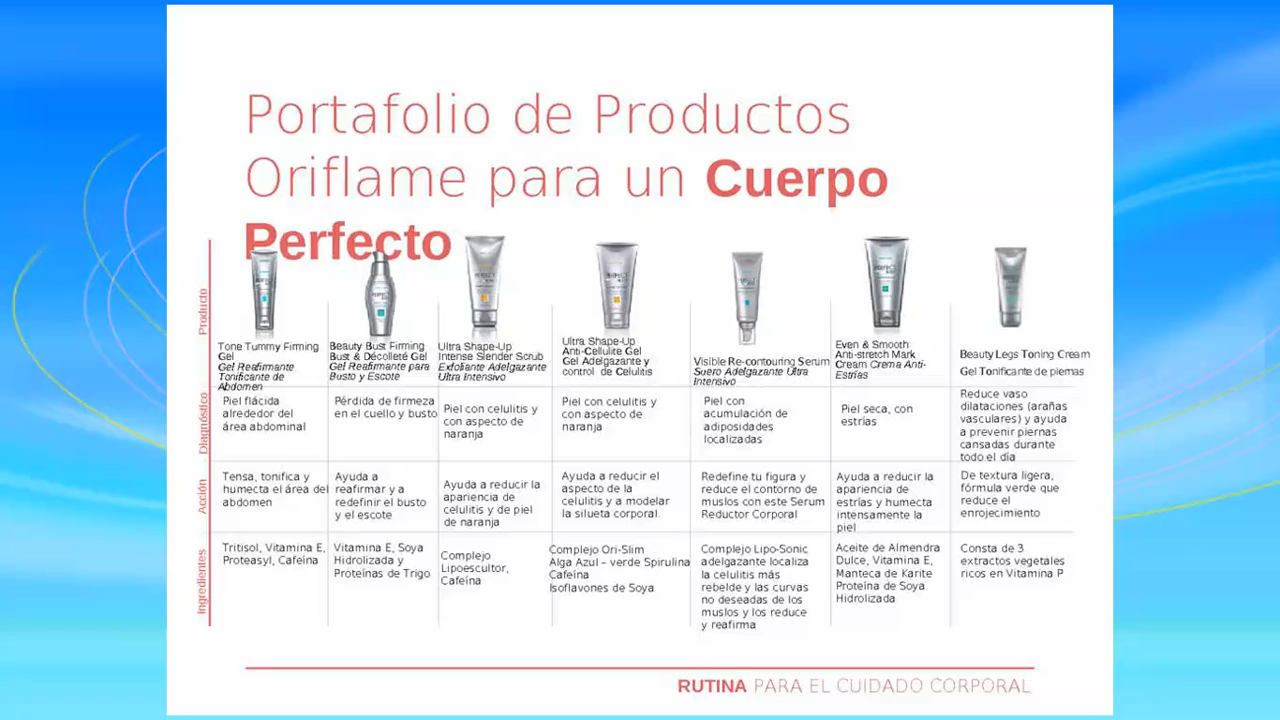 Portafolio de Productos
Oriflame para un Cuerpo
Perfecto
Producto
Tone Tummy Firming
Gel
Gel Reafirmante
Tonificante de
Abdomen
Beauty Bust Firming
Bust & Décolleté Gel
Gel Reafirmante para
Busto y Escote
Ultra Shape-Up
Intense Slender Scrub
Exfoliante Adelgazante
Ultra Intensivo
Ultra Shape-Up
Anti-Cellulite Gel
Gel Adelgazante y
control de Celulitis
Visible Re-contouring Serum
Suero Adelgazante Ultra
Intensivo
Even & Smooth
Anti-stretch Mark
Cream Crema Anti-
Estrías
Beauty Legs Toning Cream
Gel Tonificante de piernas
Diagnóstico
Piel flácida
alrededor del
área abdominal
Pérdida de firmeza
en el cuello y busto
Piel con celulitis y
con aspecto de
naranja
Piel con celulitis y
con aspecto de
naranja
Piel con
acumulación de
adiposidades
localizadas
Piel seca, con
estrías
Reduce vaso
dilataciones (arañas
vasculares) y ayuda
a prevenir piernas
cansadas durante
todo el día
Acción
Tensa, tonifica y
humecta el área del
abdomen
Ayuda a
reafirmar y a
redefinir el busto
y el escote
Ayuda a reducir la
apariencia de
celulitis y de piel
de naranja
Ayuda a reducir el
aspecto de la
celulitis y a modelar
la silueta corporal.
Redefine tu figura y
reduce el contorno de
muslos con este Serum
Reductor Corporal
Ayuda a reducir la
apariencia de
estrías y humecta
intensamente la
piel
De textura ligera,
fórmula verde que
reduce el
enrojecimiento
Ingredientes
Tritisol, Vitamina E,
Proteasyl, Cafeína
Vitamina E, Soya
Hidrolizada y
Proteínas de Trigo
Complejo
Lipoescultor,
Cafeína
Complejo Ori-Slim
Alga Azul – verde Spirulina
Cafeína
Isoflavones de Soya
Complejo Lipo-Sonic
adelgazante localiza
la celulitis más
rebelde y las curvas
no deseadas de los
muslos y los reduce
y reafirma
Aceite de Almendra
Dulce, Vitamina E,
Manteca de Karite
Proteína de Soya
Hidrolizada
Consta de 3
extractos vegetales
ricos en Vitamina P
RUTINA PARA EL CUIDADO CORPORAL